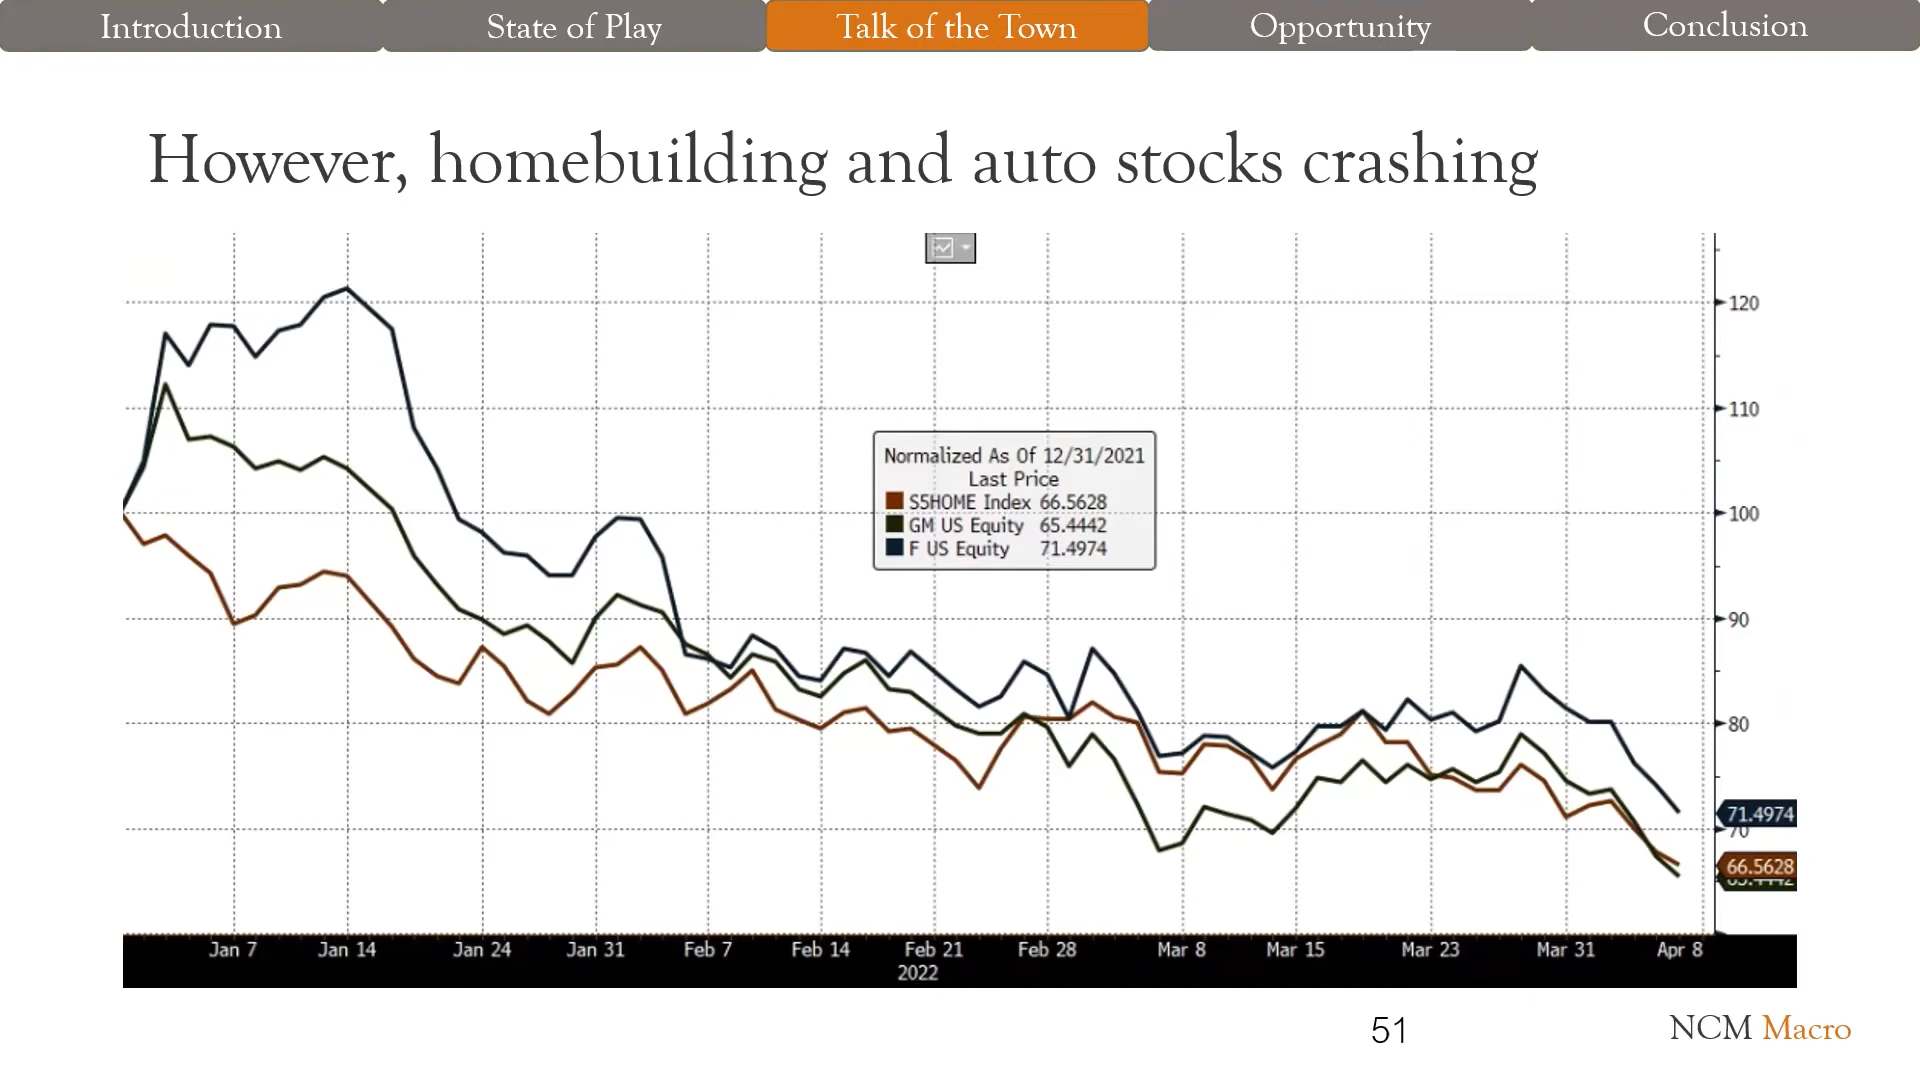 Introduction
State of Play
Talk of the Town
Opportunity
Conclusion
However, homebuilding and auto stocks crashing
120
110
100
90
80
70
Normalized As Of 12/31/2021
Last Price
S5HOME Index 66.5628
GM US Equity 65.4442
F US Equity 71.4974
71.4974
66.5628
65.4442
Jan 7
Jan 14
Jan 24
Jan 31
Feb 7
Feb 14
Feb 21
Feb 28
Mar 8
Mar 15
Mar 23
Mar 31
Apr 8
2022
51
NCM Macro